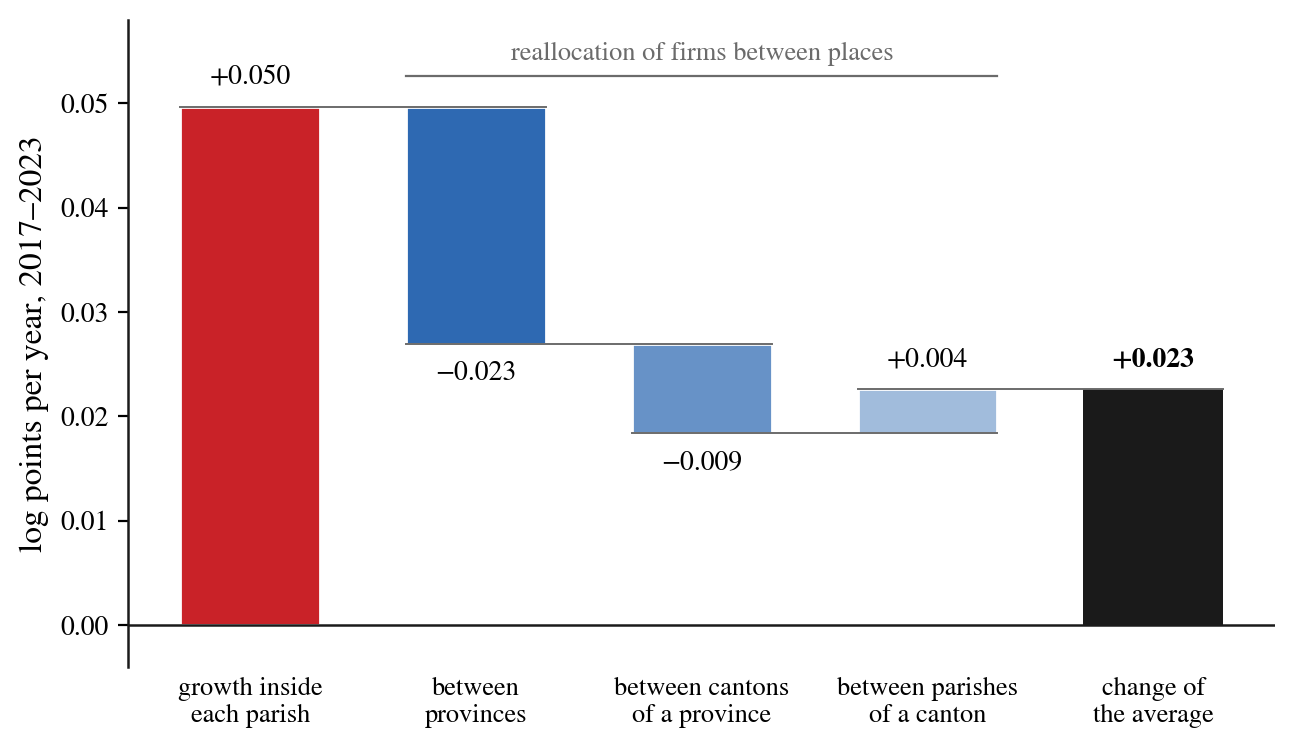 reallocation of firms between places
+0.050
−0.023
−0.009
+0.004
+0.023
log points per year, 2017–2023
0.05
0.04
0.03
0.02
0.01
0.00
growth inside
each parish
between
provinces
between cantons
of a province
between parishes
of a canton
change of
the average